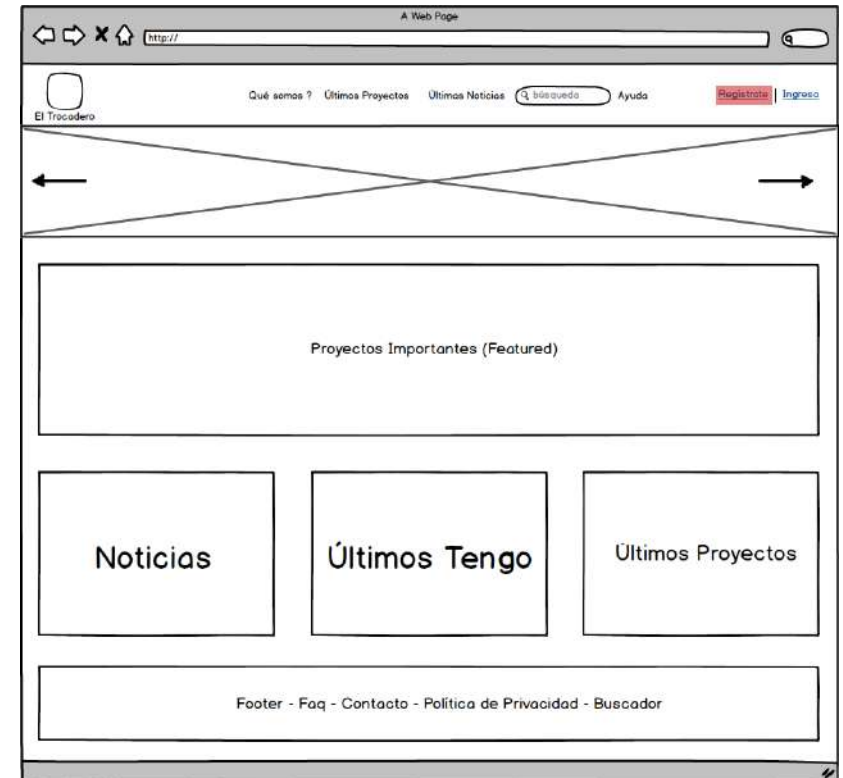 A Web Page
http://
Qué somos ? Últimos Proyectos Últimas Noticias búsqueda Ayuda Registrate | Ingreso
El Trocadero
Proyectos Importantes (Featured)
Noticias
Últimos Tengo
Últimos Proyectos
Footer - Faq - Contacto - Política de Privacidad - Buscador